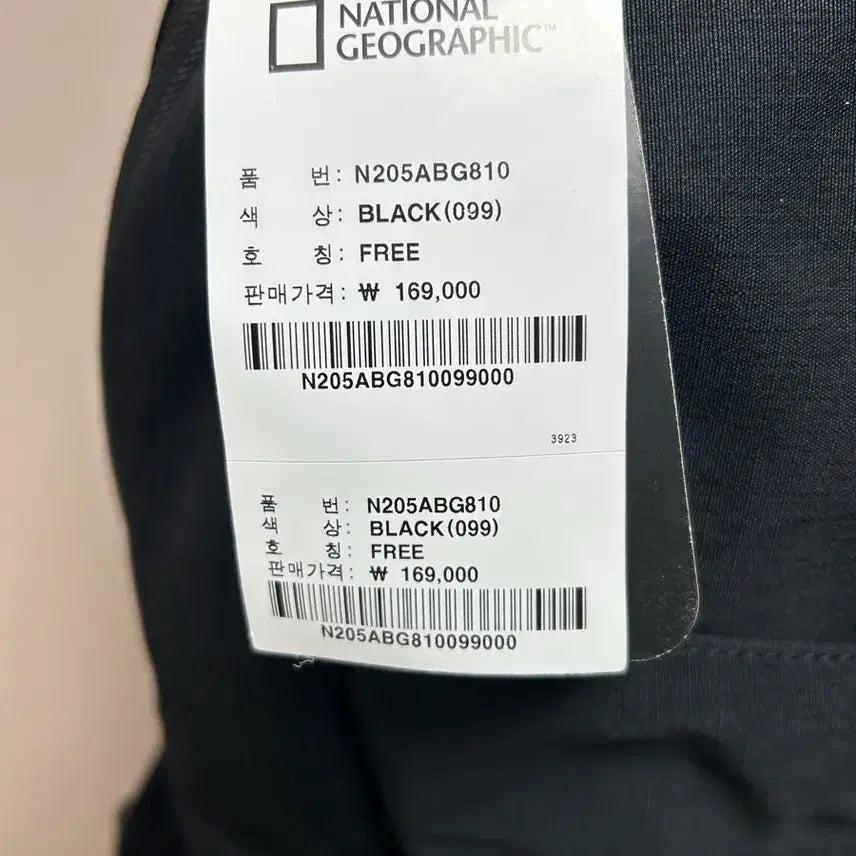 NATIONAL
GEOGRAPHIC™
품 번: N205ABG810
색 상: BLACK(099)
호 칭: FREE
판매가격: ₩ 169,000
N205ABG810099000
3923
품 번: N205ABG810
색 상: BLACK(099)
호 칭: FREE
판매가격: ₩ 169,000
N205ABG810099000